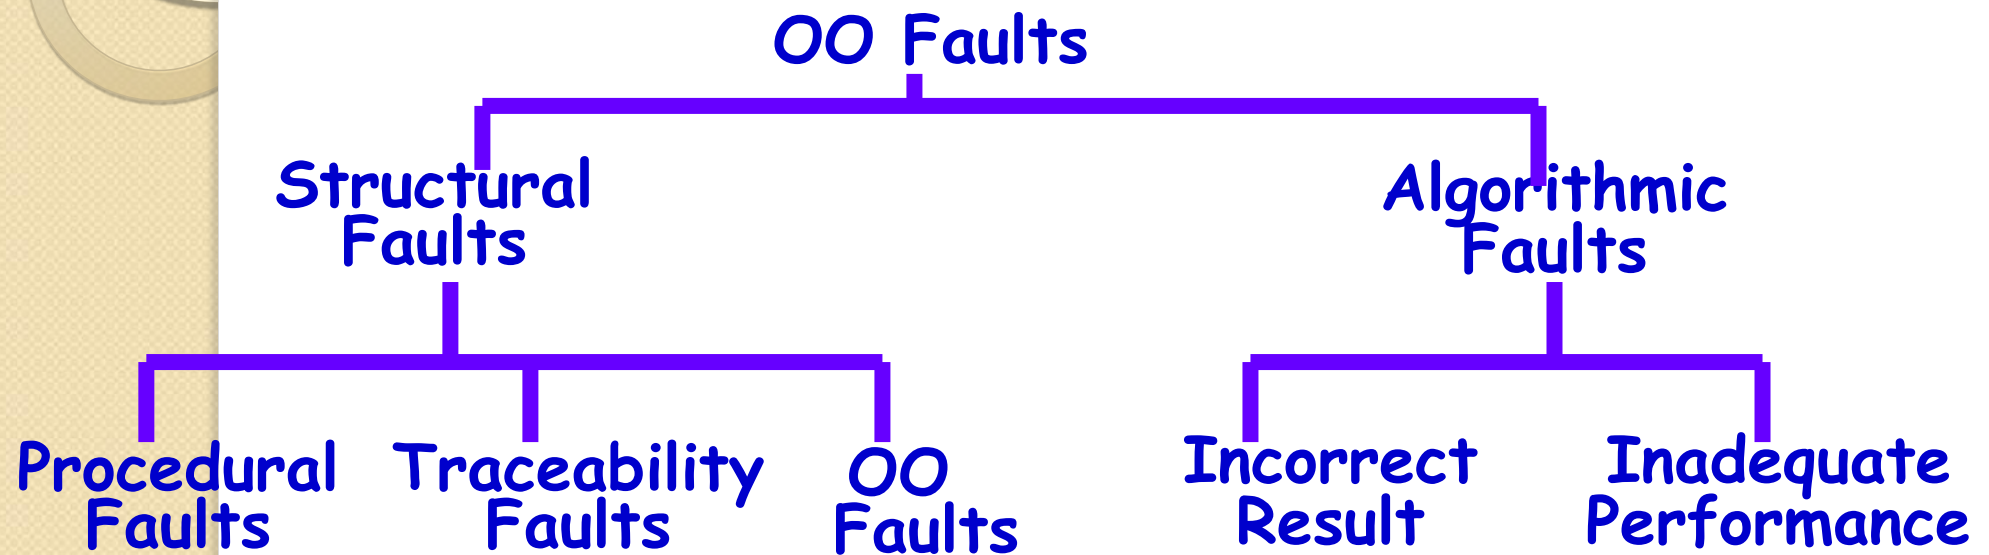 OO Faults
Structural
Faults
Algorithmic
Faults
Procedural
Faults
Traceability
Faults
OO
Faults
Incorrect
Result
Inadequate
Performance